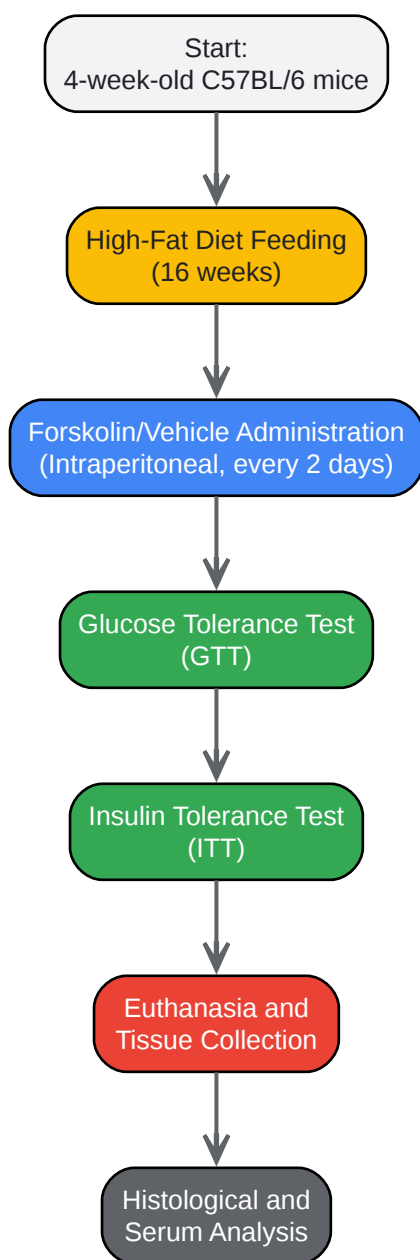 Start:
4-week-old C57BL/6 mice
High-Fat Diet Feeding
(16 weeks)
Forskolin/Vehicle Administration
(Intraperitoneal, every 2 days)
Glucose Tolerance Test
(GTT)
Insulin Tolerance Test
(ITT)
Euthanasia and
Tissue Collection
Histological and
Serum Analysis